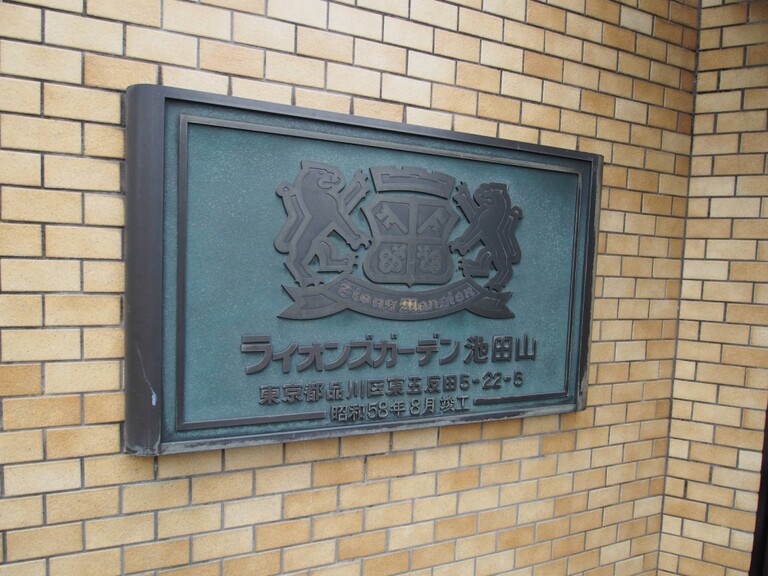 Lions Mansion
ライオンズガーデン池田山
東京都品川区東五反田5-22-6
昭和58年8月竣工